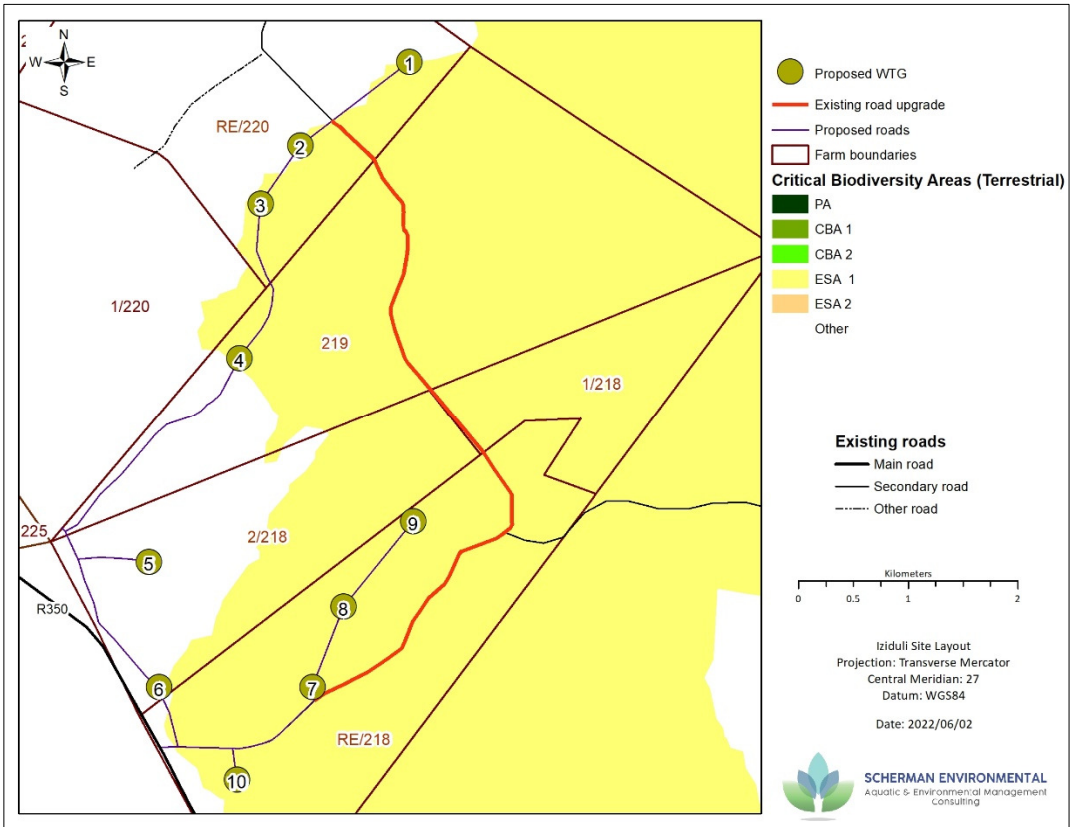 2
N
W E
S
1
RE/220
2
3
1/220
4
219
1/218
225
2/218
9
5
R350
8
6
7
RE/218
10
Proposed WTG
Existing road upgrade
Proposed roads
Farm boundaries
Critical Biodiversity Areas (Terrestrial)
PA
CBA 1
CBA 2
ESA 1
ESA 2
Other
Existing roads
Main road
Secondary road
Other road
Kilometers
0 0.5 1 2
Iziduli Site Layout
Projection: Transverse Mercator
Central Meridian: 27
Datum: WGS84
Date: 2022/06/02
SCHERMAN ENVIRONMENTAL
Aquatic & Environmental Management
Consulting